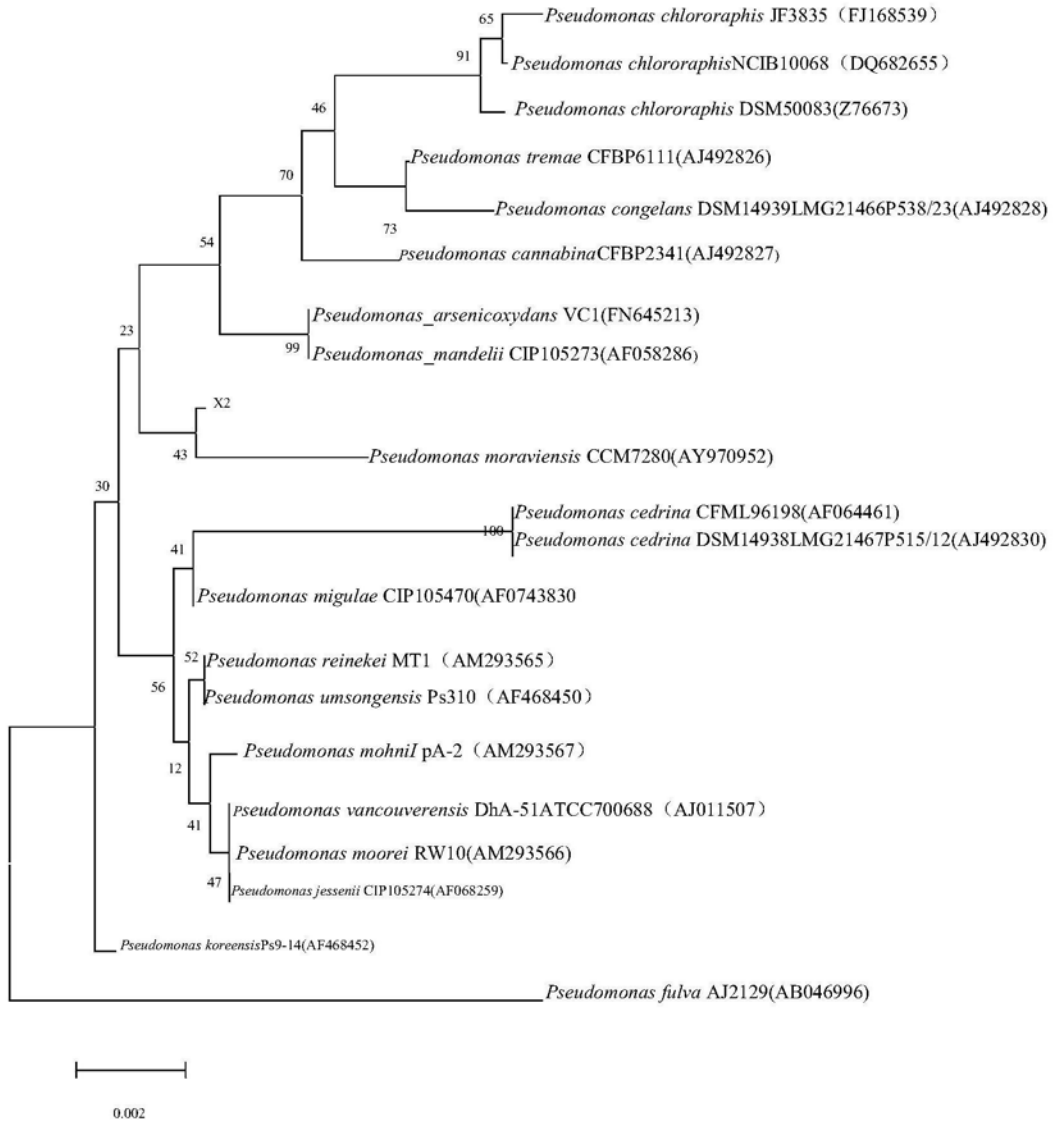 65
Pseudomonas chlororaphis JF3835（FJ168539）
91
Pseudomonas chlororaphisNCIB10068（DQ682655）
46
Pseudomonas chlororaphis DSM50083(Z76673)
Pseudomonas tremae CFBP6111(AJ492826)
70
Pseudomonas congelans DSM14939LMG21466P538/23(AJ492828)
73
54
Pseudomonas cannabinaCFBP2341(AJ492827)
Pseudomonas_arsenicoxydans VC1(FN645213)
23
99
Pseudomonas_mandelii CIP105273(AF058286)
X2
43
Pseudomonas moraviensis CCM7280(AY970952)
30
Pseudomonas cedrina CFML96198(AF064461)
100
Pseudomonas cedrina DSM14938LMG21467P515/12(AJ492830)
41
Pseudomonas migulae CIP105470(AF0743830
52
Pseudomonas reinekei MT1（AM293565）
56
Pseudomonas umsongensis Ps310（AF468450）
Pseudomonas mohniI pA-2（AM293567）
12
Pseudomonas vancouverensis DhA-51ATCC700688（AJ011507）
41
Pseudomonas moorei RW10(AM293566)
47
Pseudomonas jessenii CIP105274(AF068259)
Pseudomonas koreensisPs9-14(AF468452)
Pseudomonas fulva AJ2129(AB046996)
0.002